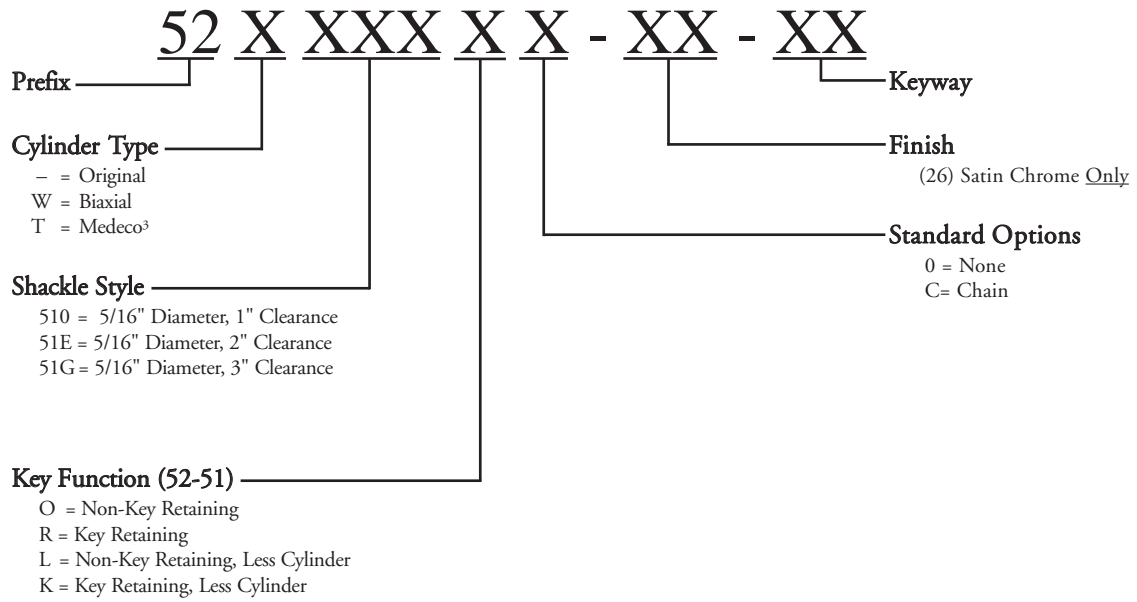 52 X XXX X X - XX - XX
Prefix
Keyway
Cylinder Type
– = Original
W = Biaxial
T = Medeco³
Finish
(26) Satin Chrome Only
Standard Options
0 = None
C= Chain
Shackle Style
510 = 5/16" Diameter, 1" Clearance
51E = 5/16" Diameter, 2" Clearance
51G = 5/16" Diameter, 3" Clearance
Key Function (52-51)
O = Non-Key Retaining
R = Key Retaining
L = Non-Key Retaining, Less Cylinder
K = Key Retaining, Less Cylinder